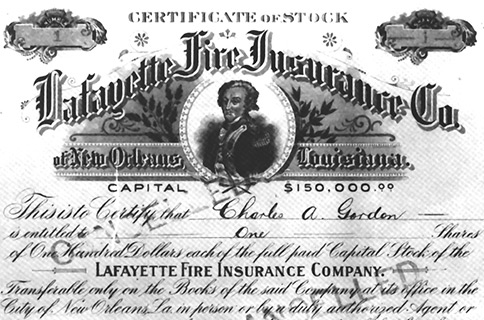 CERTIFICATE OF STOCK
1 1
Lafayette Fire Insurance Co.
of New Orleans, Louisiana.
CAPITAL $150,000.00
This is to Certify that Charles A. Gordon
is entitled to One Shares
of One Hundred Dollars each of the full paid Capital Stock of the
LAFAYETTE FIRE INSURANCE COMPANY.
Transferable only on the Books of the said Company at its office in the
City of New Orleans, La. in person or by a duly authorized Agent or